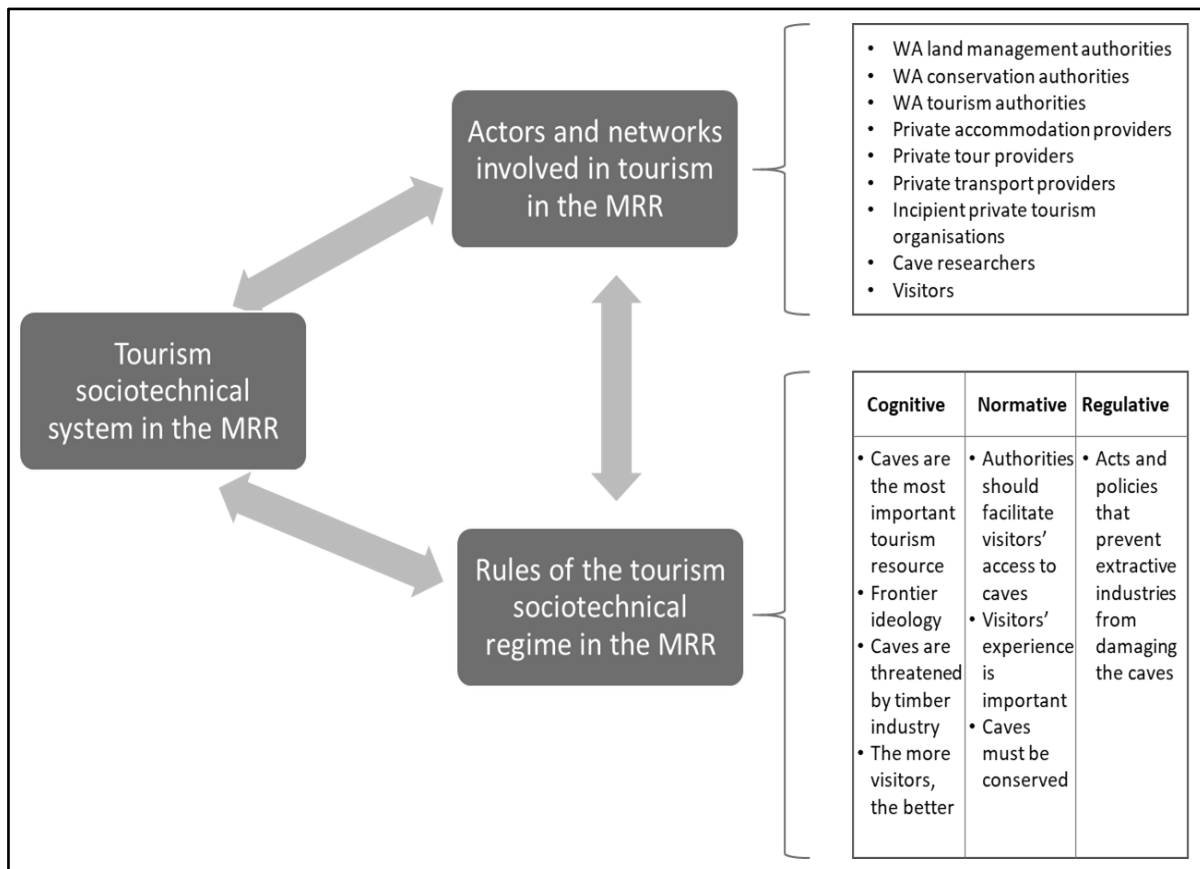 Tourism
sociotechnical
system in the MRR
Actors and networks
involved in tourism
in the MRR
• WA land management authorities
• WA conservation authorities
• WA tourism authorities
• Private accommodation providers
• Private tour providers
• Private transport providers
• Incipient private tourism
organisations
• Cave researchers
• Visitors
Rules of the tourism
sociotechnical
regime in the MRR
Cognitive
• Caves are
the most
important
tourism
resource
• Frontier
ideology
• Caves are
threatened
by timber
industry
• The more
visitors,
the better
Normative
• Authorities
should
facilitate
visitors’
access to
caves
• Visitors’
experience
is
important
• Caves
must be
conserved
Regulative
• Acts and
policies
that
prevent
extractive
industries
from
damaging
the caves